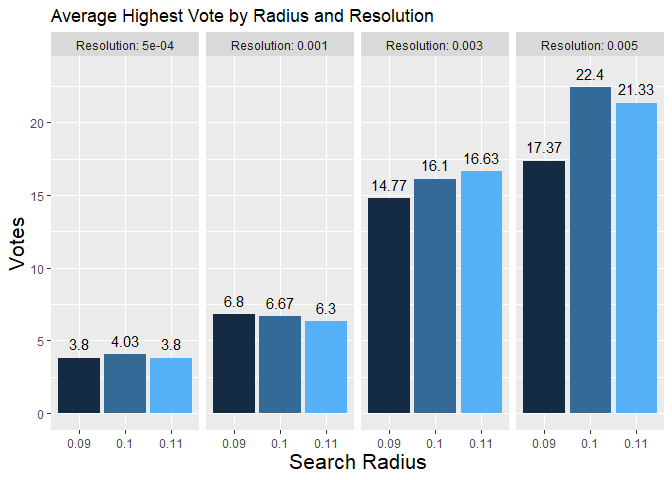 Average Highest Vote by Radius and Resolution
Resolution: 5e-04 Resolution: 0.001 Resolution: 0.003 Resolution: 0.005
22.4
21.33
20
17.37
16.63
16.1
15
14.77
Votes
10
6.8
6.67
6.3
5
3.8 4.03 3.8
0
0.09 0.1 0.11 0.09 0.1 0.11 0.09 0.1 0.11 0.09 0.1 0.11
Search Radius